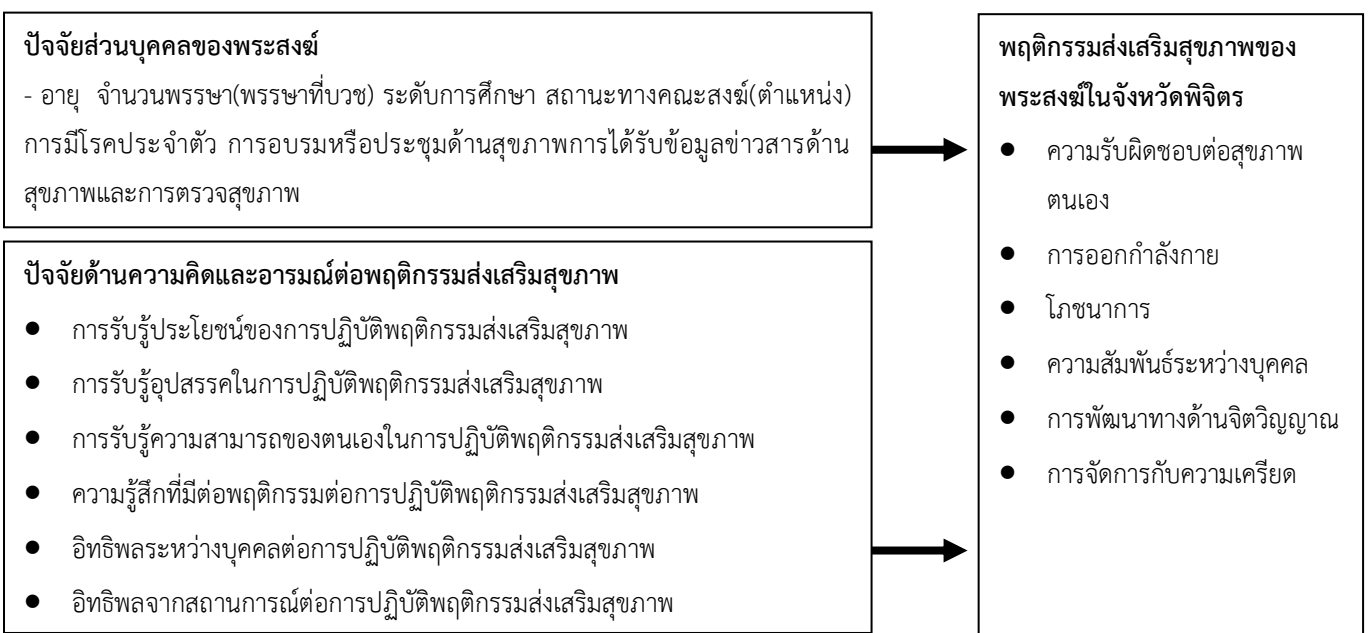 ปัจจัยส่วนบุคคลของพระสงฆ์
- อายุ จำนวนพรรษา(พรรษาที่บวช) ระดับการศึกษา สถานะทางคณะสงฆ์(ตำแหน่ง)
การมีโรคประจำตัว การอบรมหรือประชุมด้านสุขภาพการได้รับข้อมูลข่าวสารด้าน
สุขภาพและการตรวจสุขภาพ
ปัจจัยด้านความคิดและอารมณ์ต่อพฤติกรรมส่งเสริมสุขภาพ
● การรับรู้ประโยชน์ของการปฏิบัติพฤติกรรมส่งเสริมสุขภาพ
● การรับรู้อุปสรรคในการปฏิบัติพฤติกรรมส่งเสริมสุขภาพ
● การรับรู้ความสามารถของตนเองในการปฏิบัติพฤติกรรมส่งเสริมสุขภาพ
● ความรู้สึกที่มีต่อพฤติกรรมต่อการปฏิบัติพฤติกรรมส่งเสริมสุขภาพ
● อิทธิพลระหว่างบุคคลต่อการปฏิบัติพฤติกรรมส่งเสริมสุขภาพ
● อิทธิพลจากสถานการณ์ต่อการปฏิบัติพฤติกรรมส่งเสริมสุขภาพ
พฤติกรรมส่งเสริมสุขภาพของ
พระสงฆ์ในจังหวัดพิจิตร
● ความรับผิดชอบต่อสุขภาพ
ตนเอง
● การออกกำลังกาย
● โภชนาการ
● ความสัมพันธ์ระหว่างบุคคล
● การพัฒนาทางด้านจิตวิญญาณ
● การจัดการกับความเครียด